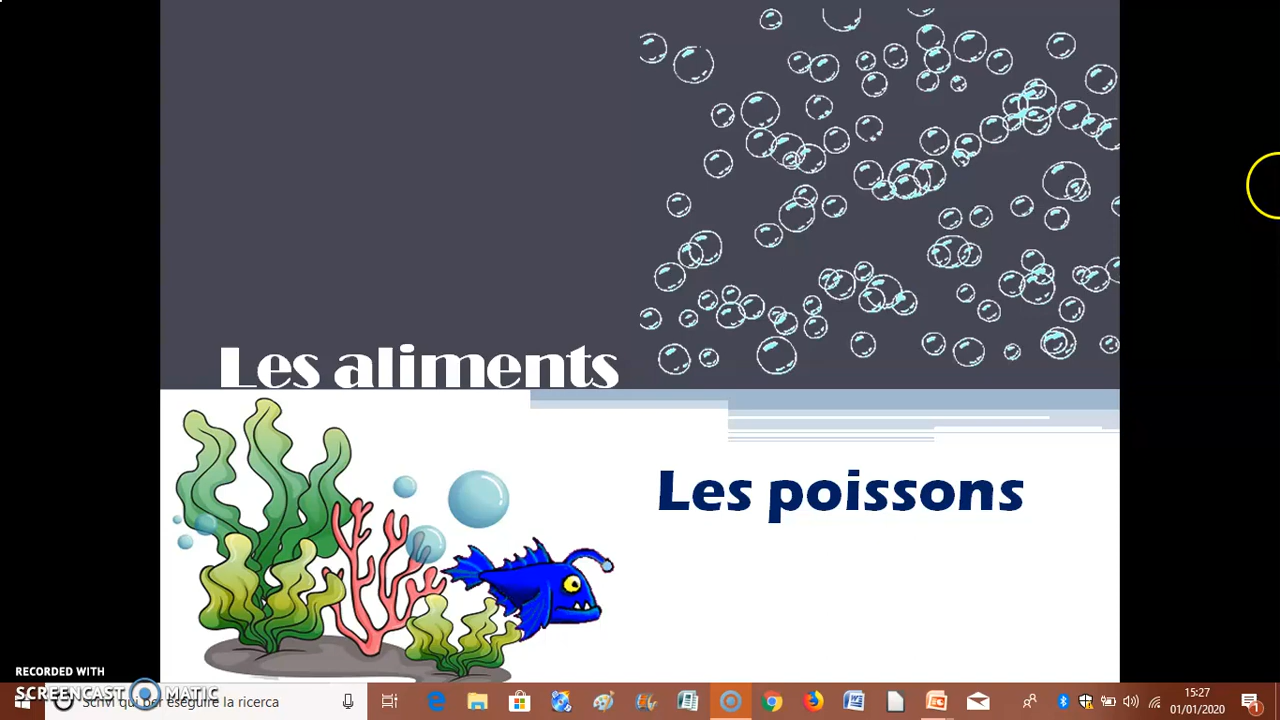 Les aliments
Les poissons
RECORDED WITH
SCREENCAST MATIC
Scrivi qui per eseguire la ricerca
15:27
01/01/2020